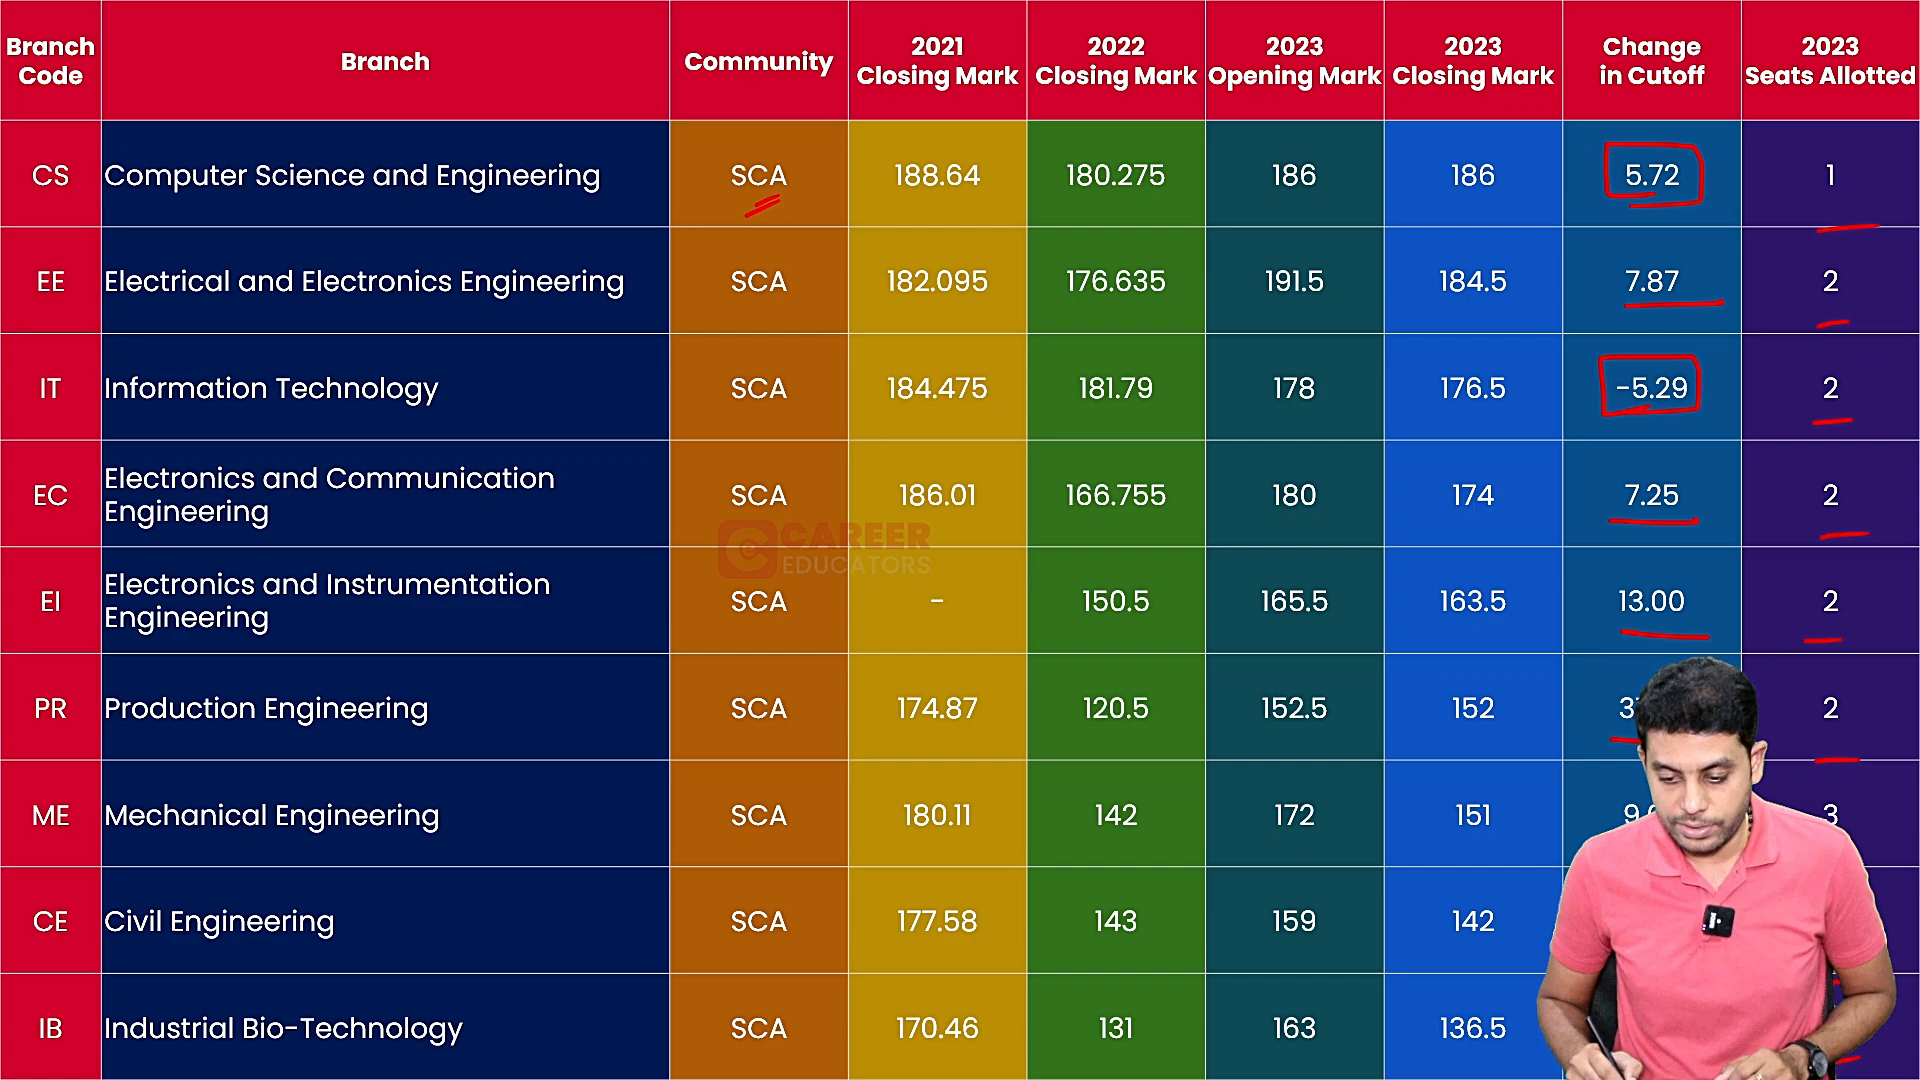 Branch Code
Branch
Community
2021 Closing Mark
2022 Closing Mark
2023 Opening Mark
2023 Closing Mark
Change in Cutoff
2023 Seats Allotted
CS Computer Science and Engineering SCA 188.64 180.275 186 186 5.72 1
EE Electrical and Electronics Engineering SCA 182.095 176.635 191.5 184.5 7.87 2
IT Information Technology SCA 184.475 181.79 178 176.5 -5.29 2
EC Electronics and Communication Engineering SCA 186.01 166.755 180 174 7.25 2
CAREER
EDUCATORS
EI Electronics and Instrumentation Engineering SCA - 150.5 165.5 163.5 13.00 2
PR Production Engineering SCA 174.87 120.5 152.5 152 2
ME Mechanical Engineering SCA 180.11 142 172 151 3
CE Civil Engineering SCA 177.58 143 159 142
IB Industrial Bio-Technology SCA 170.46 131 163 136.5